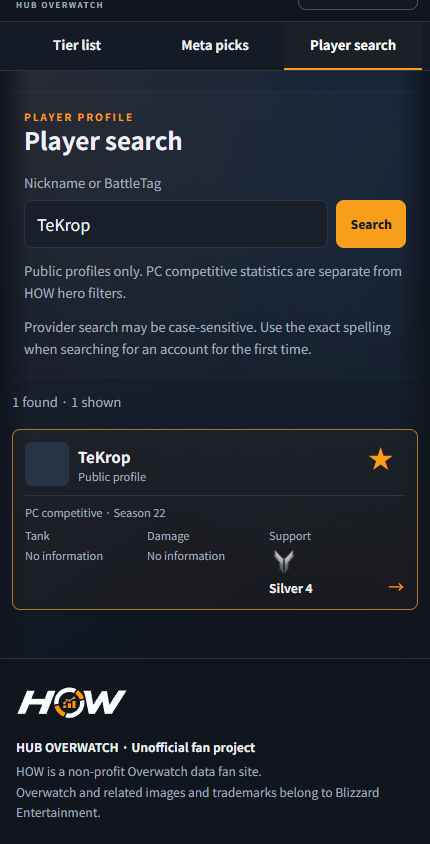 HUB OVERWATCH
Tier list
Meta picks
Player search
PLAYER PROFILE
Player search
Nickname or BattleTag
TeKrop
Search
Public profiles only. PC competitive statistics are separate from
HOW hero filters.
Provider search may be case-sensitive. Use the exact spelling
when searching for an account for the first time.
1 found · 1 shown
TeKrop
Public profile
PC competitive · Season 22
Tank
No information
Damage
No information
Support
Silver 4
HOW
HUB OVERWATCH · Unofficial fan project
HOW is a non-profit Overwatch data fan site.
Overwatch and related images and trademarks belong to Blizzard
Entertainment.